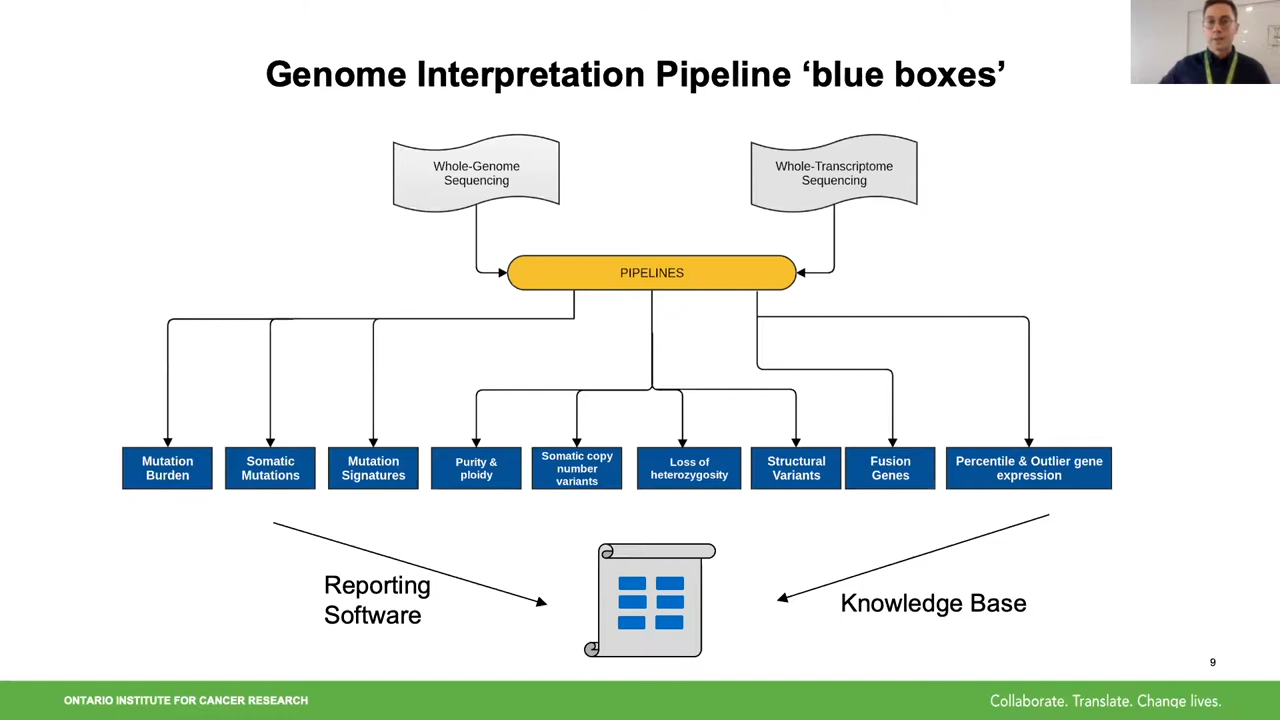 Genome Interpretation Pipeline ‘blue boxes’
Whole-Genome
Sequencing
Whole-Transcriptome
Sequencing
PIPELINES
Mutation
Burden
Somatic
Mutations
Mutation
Signatures
Purity &
ploidy
Somatic copy
number
variants
Loss of
heterozygosity
Structural
Variants
Fusion
Genes
Percentile & Outlier gene
expression
Reporting
Software
Knowledge Base
9
ONTARIO INSTITUTE FOR CANCER RESEARCH
Collaborate. Translate. Change lives.